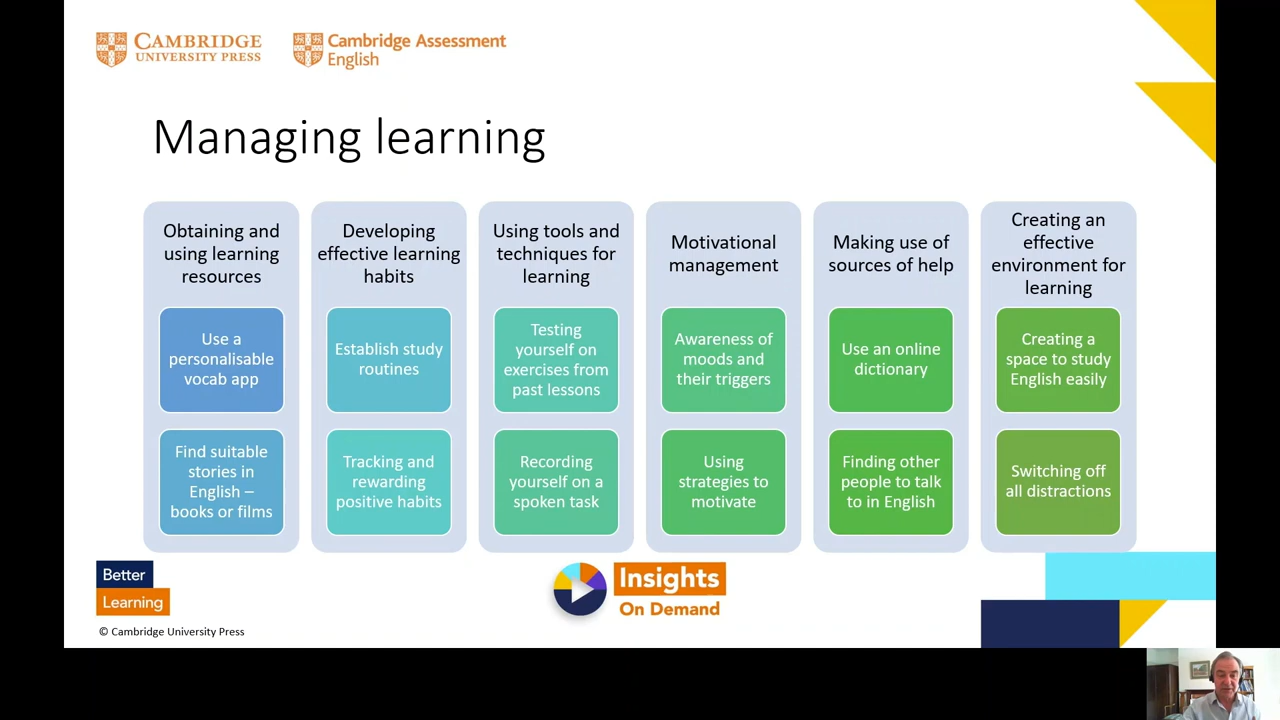 CAMBRIDGE
UNIVERSITY PRESS
Cambridge Assessment
English
Managing learning
Obtaining and
using learning
resources
Use a
personalisable
vocab app
Find suitable
stories in
English –
books or films
Developing
effective learning
habits
Establish study
routines
Tracking and
rewarding
positive habits
Using tools and
techniques for
learning
Testing
yourself on
exercises from
past lessons
Recording
yourself on a
spoken task
Motivational
management
Awareness of
moods and
their triggers
Using
strategies to
motivate
Making use of
sources of help
Use an online
dictionary
Finding other
people to talk
to in English
Creating an
effective
environment for
learning
Creating a
space to study
English easily
Switching off
all distractions
Better
Learning
Insights
On Demand
© Cambridge University Press